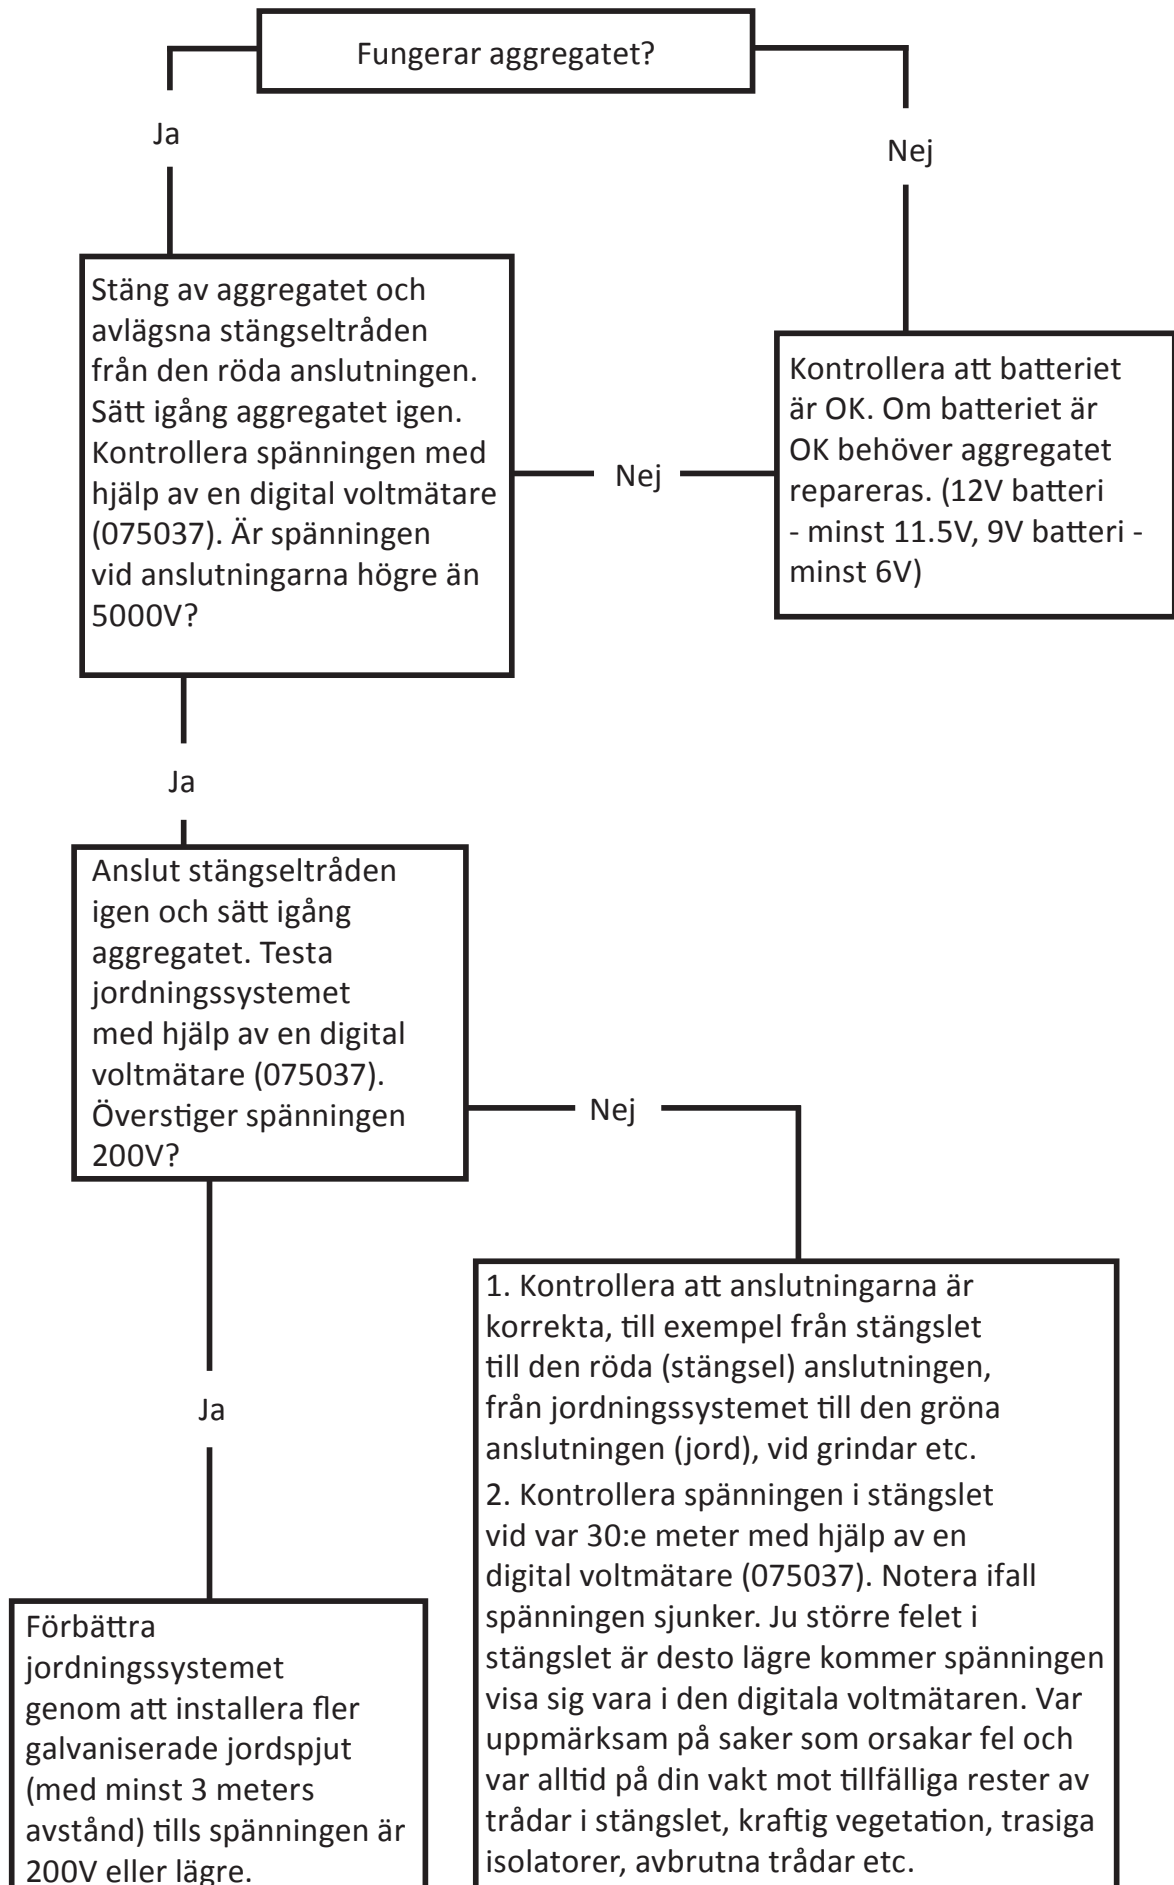 Fungerar aggregatet?
Ja
Nej
Stäng av aggregatet och
avlägsna stängseltråden
från den röda anslutningen.
Sätt igång aggregatet igen.
Kontrollera spänningen med
hjälp av en digital voltmätare
(075037). Är spänningen
vid anslutningarna högre än
5000V?
Nej
Kontrollera att batteriet
är OK. Om batteriet är
OK behöver aggregatet
repareras. (12V batteri
- minst 11.5V, 9V batteri -
minst 6V)
Ja
Anslut stängseltråden
igen och sätt igång
aggregatet. Testa
jordningssystemet
med hjälp av en digital
voltmätare (075037).
Överstiger spänningen
200V?
Nej
Ja
1. Kontrollera att anslutningarna är
korrekta, till exempel från stängslet
till den röda (stängsel) anslutningen,
från jordningssystemet till den gröna
anslutningen (jord), vid grindar etc.
2. Kontrollera spänningen i stängslet
vid var 30:e meter med hjälp av en
digital voltmätare (075037). Notera ifall
spänningen sjunker. Ju större felet i
stängslet är desto lägre kommer spänningen
visa sig vara i den digitala voltmätaren. Var
uppmärksam på saker som orsakar fel och
var alltid på din vakt mot tillfälliga rester av
trådar i stängslet, kraftig vegetation, trasiga
isolatorer, avbrutna trådar etc.
Förbättra
jordningssystemet
genom att installera fler
galvaniserade jordspjut
(med minst 3 meters
avstånd) tills spänningen är
200V eller lägre.